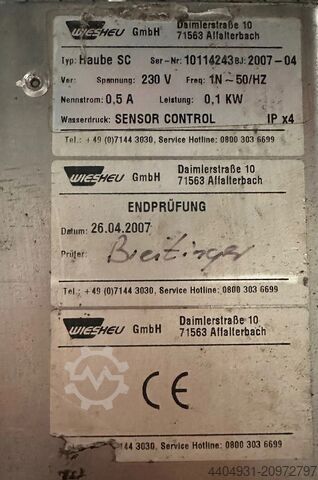 WIESHEU GmbH Daimlerstraße 10
71563 Affalterbach
Typ: Haube SC Ser-Nr: 10114243 BJ: 2007-04
Ver: Spannung: 230 V Freq: 1N~50/HZ
Nennstrom: 0,5 A Leistung: 0,1 KW
Wasserdruck: SENSOR CONTROL IP x4
Tel.: +49 (0)7144 3030, Service Hotline: 0800 303 6699
WIESHEU GmbH Daimlerstraße 10
71563 Affalterbach
ENDPRÜFUNG
Datum: 26.04.2007
Prüfer: Breitinger
Tel.: +49 (0)7144 3030, Service Hotline: 0800 303 6699
WIESHEU GmbH Daimlerstraße 10
71563 Affalterbach
CE
7144 3030, Service Hotline: 0800 303 6699
4404931-20972797